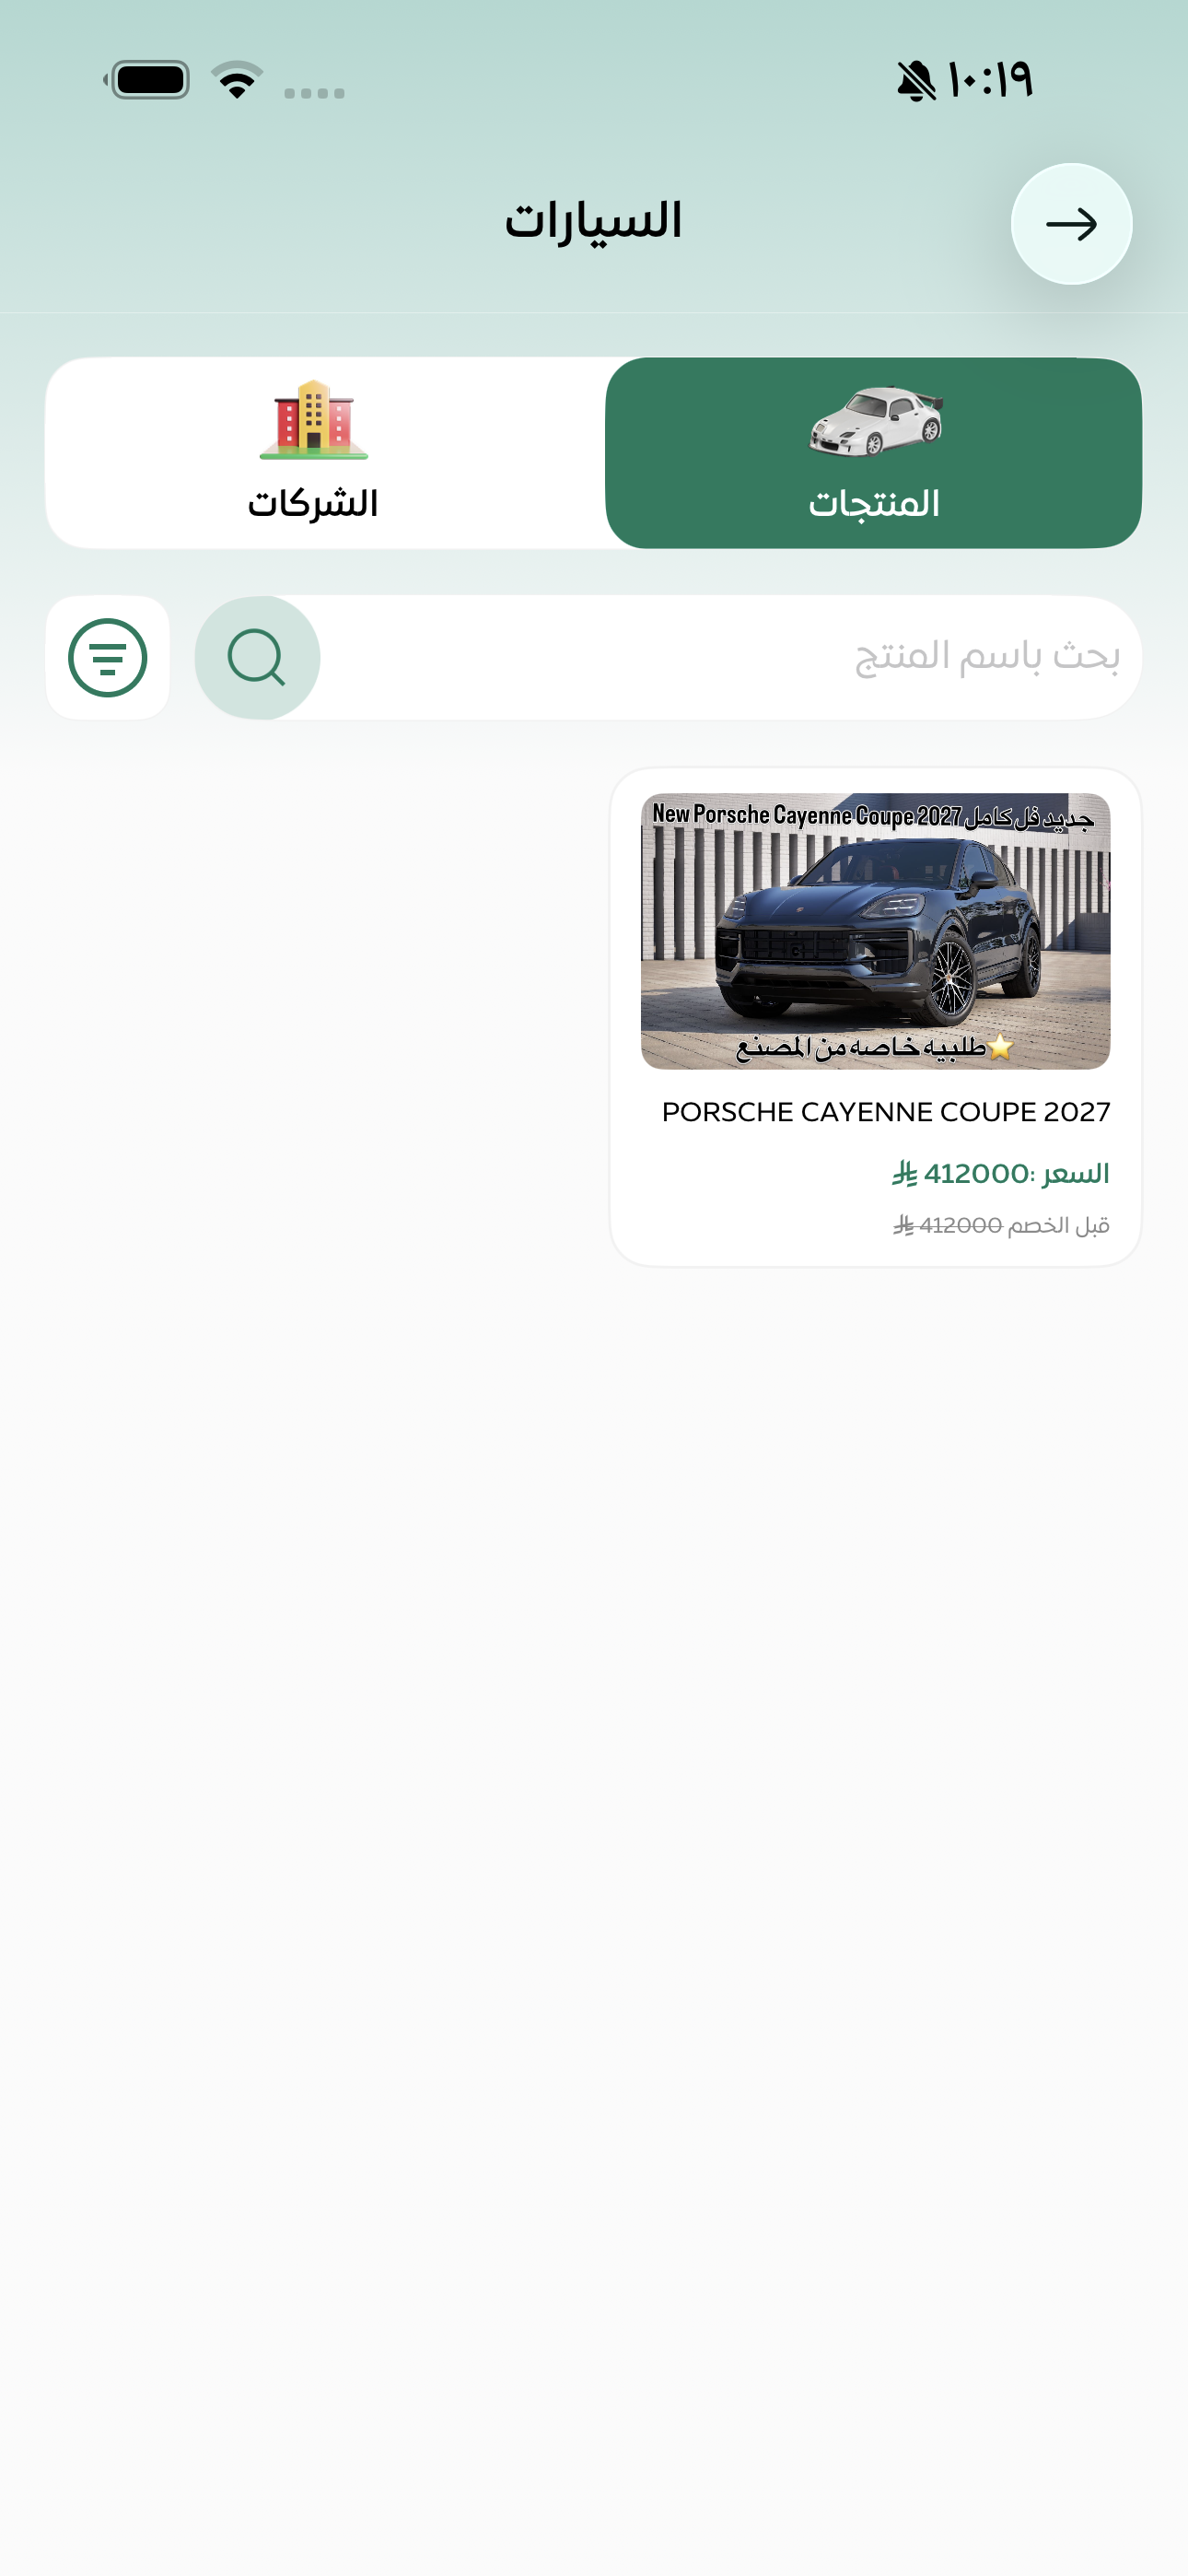 ١٠:١٩
السيارات
المنتجات
الشركات
بحث باسم المنتج
New Porsche Cayenne Coupe 2027 جديد فل كامل
⭐طلبيه خاصه من المصنع
PORSCHE CAYENNE COUPE 2027
السعر :412000 ⃁
قبل الخصم 412000 ⃁